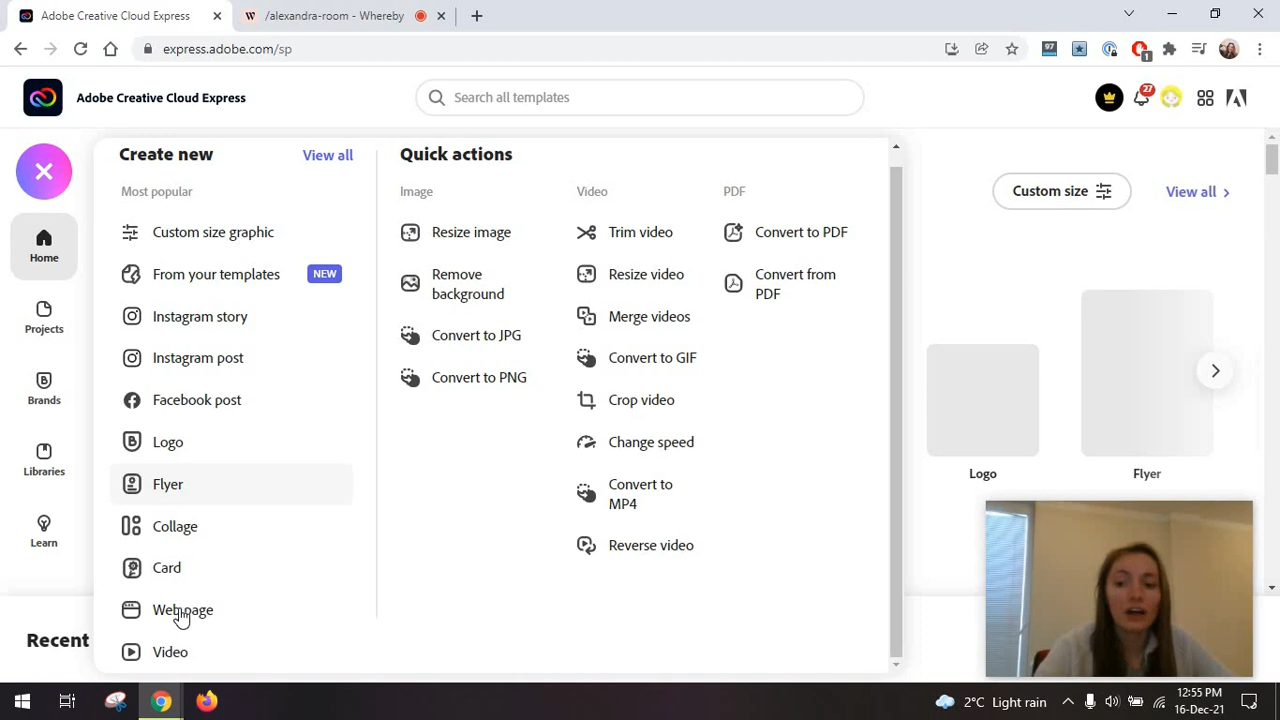 Adobe Creative Cloud Express
/alexandra-room - Whereby
express.adobe.com/sp
97
1
Adobe Creative Cloud Express
Search all templates
27
Create new
View all
Quick actions
Most popular
Image
Video
PDF
Custom size
View all
Home
Projects
Brands
Libraries
Learn
Custom size graphic
From your templates
NEW
Instagram story
Instagram post
Facebook post
Logo
Flyer
Collage
Card
Webpage
Video
Resize image
Remove
background
Convert to JPG
Convert to PNG
Trim video
Resize video
Merge videos
Convert to GIF
Crop video
Change speed
Convert to
MP4
Reverse video
Convert to PDF
Convert from
PDF
Logo
Flyer
Recent
2°C Light rain
12:55 PM
16-Dec-21